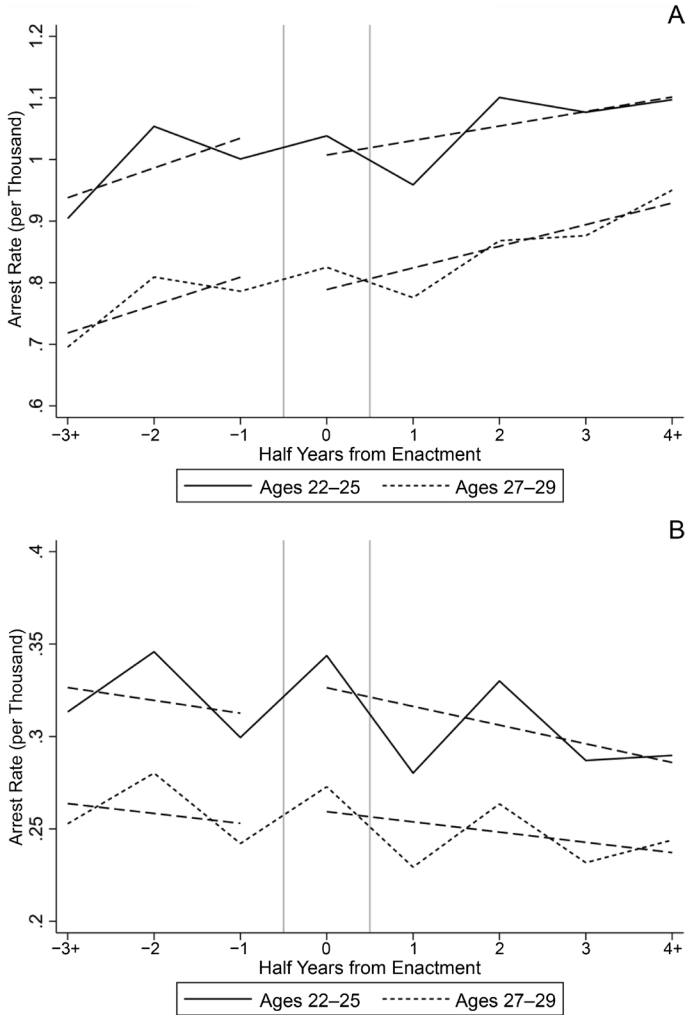 A
1.2
1.1
1
.9
.8
.7
.6
Arrest Rate (per Thousand)
−3+ −2 −1 0 1 2 3 4+
Half Years from Enactment
Ages 22–25 Ages 27–29
B
.4
.35
.3
.25
.2
Arrest Rate (per Thousand)
−3+ −2 −1 0 1 2 3 4+
Half Years from Enactment
Ages 22–25 Ages 27–29